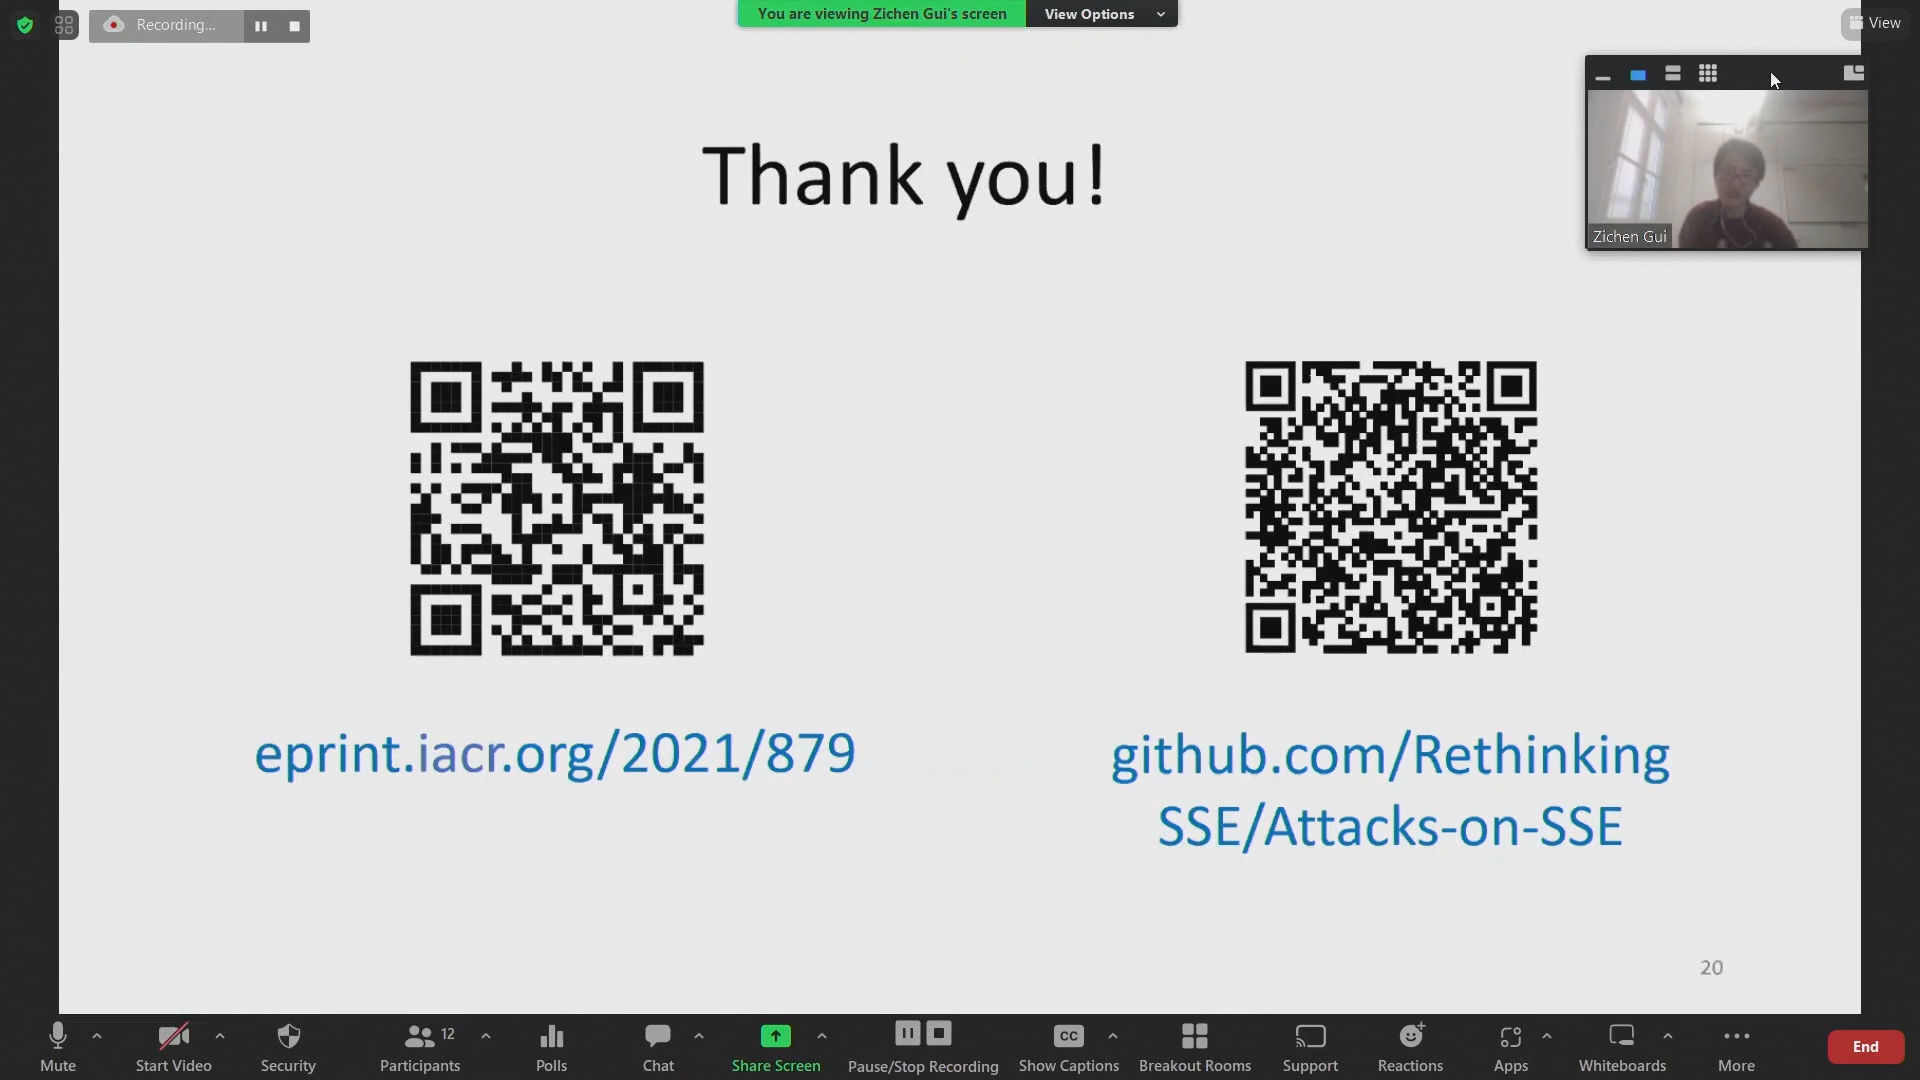 Recording...
You are viewing Zichen Gui's screen
View Options
View
Thank you!
Zichen Gui
eprint.iacr.org/2021/879
github.com/Rethinking
SSE/Attacks-on-SSE
20
Mute
Start Video
Security
12
Participants
Polls
Chat
Share Screen
Pause/Stop Recording
CC
Show Captions
Breakout Rooms
Support
Reactions
Apps
Whiteboards
More
End